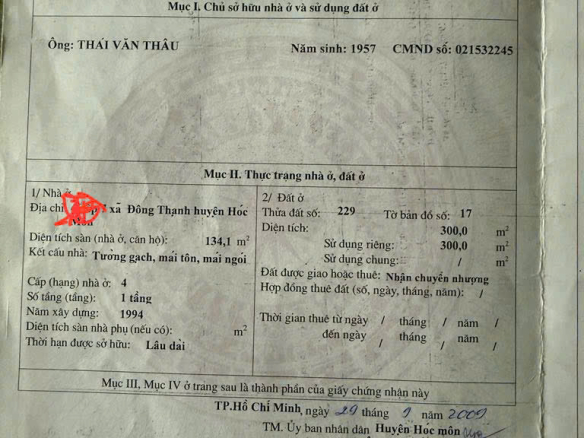 Mục I. Chủ sở hữu nhà ở và sử dụng đất ở
Ông: THÁI VĂN THÂU Năm sinh: 1957 CMND số: 021532245
Mục II. Thực trạng nhà ở, đất ở
1/ Nhà ở
Địa chỉ xã Đông Thạnh huyện Hóc
Môn
Diện tích sàn (nhà ở, căn hộ): 134,1 m2
Kết cấu nhà: Tường gạch, mái tôn, mái ngói
Cấp (hạng) nhà ở: 4
Số tầng (tầng): 1 tầng
Năm xây dựng: 1994
Diện tích sàn nhà phụ (nếu có): m2
Thời hạn được sở hữu: Lâu dài
2/ Đất ở
Thửa đất số: 229 Tờ bản đồ số: 17
Diện tích: 300,0 m2
Sử dụng riêng: 300,0 m2
Sử dụng chung: / m2
Đất được giao hoặc thuê: Nhận chuyển nhượng
Hợp đồng thuê đất (số, ngày, tháng, năm): /
Thời gian thuê từ ngày / tháng / năm /
đến ngày / tháng / năm /
Mục III, Mục IV ở trang sau là thành phần của giấy chứng nhận này
TP.Hồ Chí Minh, ngày 29 tháng 9 năm 2009
TM. Ủy ban nhân dân Huyện Hóc môn